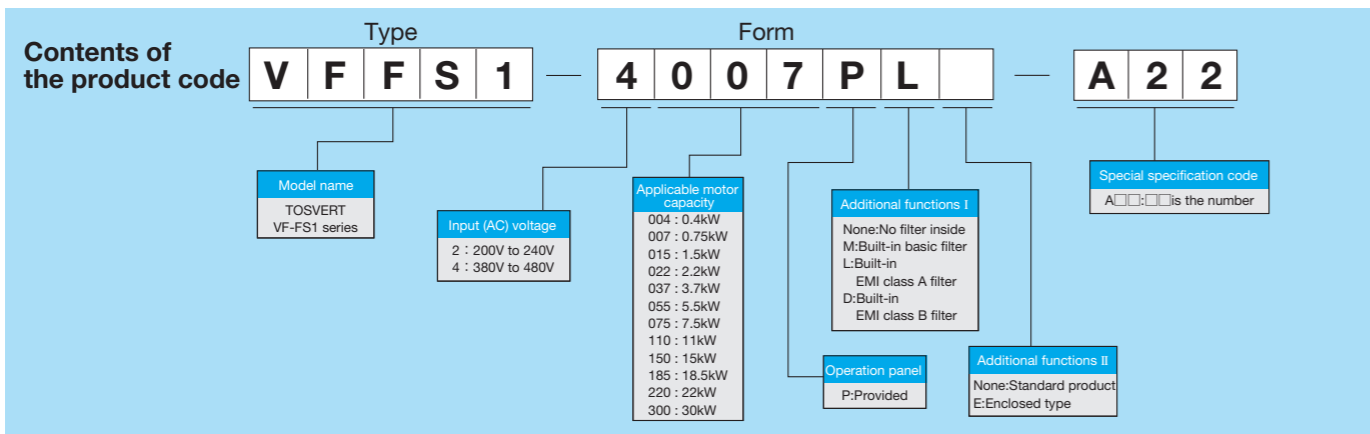 Contents of
the product code
Type
Form
V F F S 1 — 4 0 0 7 P L — A 2 2
Model name
TOSVERT
VF-FS1 series
Input (AC) voltage
2 : 200V to 240V
4 : 380V to 480V
Applicable motor
capacity
004 : 0.4kW
007 : 0.75kW
015 : 1.5kW
022 : 2.2kW
037 : 3.7kW
055 : 5.5kW
075 : 7.5kW
110 : 11kW
150 : 15kW
185 : 18.5kW
220 : 22kW
300 : 30kW
Operation panel
P:Provided
Additional functions I
None:No filter inside
M:Built-in basic filter
L:Built-in
EMI class A filter
D:Built-in
EMI class B filter
Additional functions II
None:Standard product
E:Enclosed type
Special specification code
A□□:□□is the number